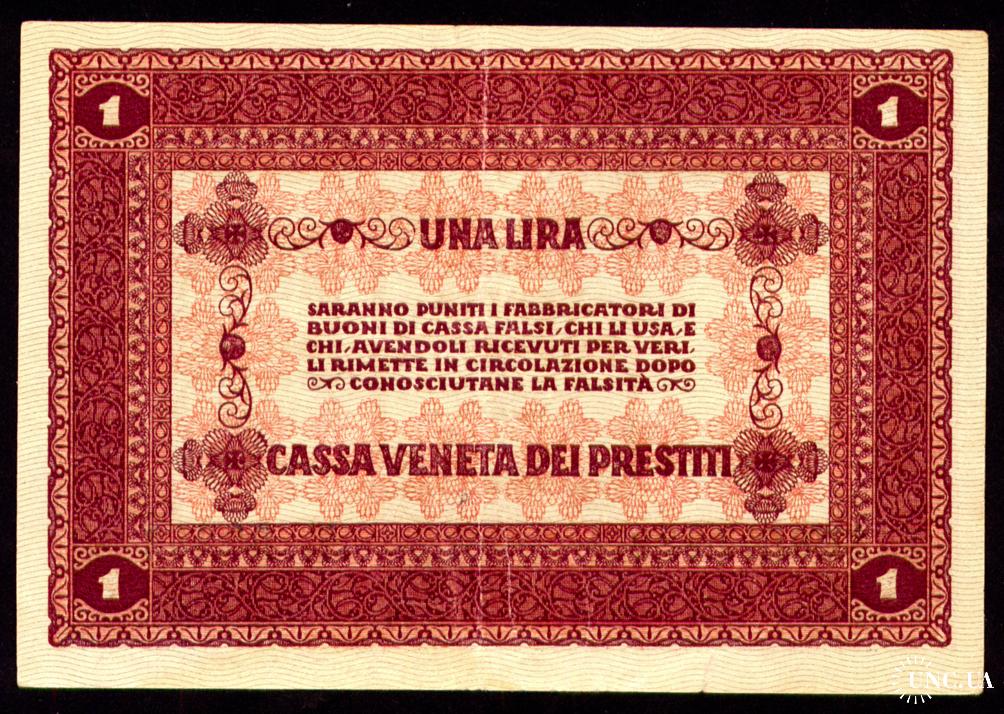 1 1
UNA LIRA
SARANNO PUNITI I FABBRICATORI DI
BUONI DI CASSA FALSI, CHI LI USA, E
CHI, AVENDOLI RICEVUTI PER VERI,
LI RIMETTE IN CIRCOLAZIONE DOPO
CONOSCIUTANE LA FALSITÀ
CASSA VENETA DEI PRESTITI
1 1
UNC.UA